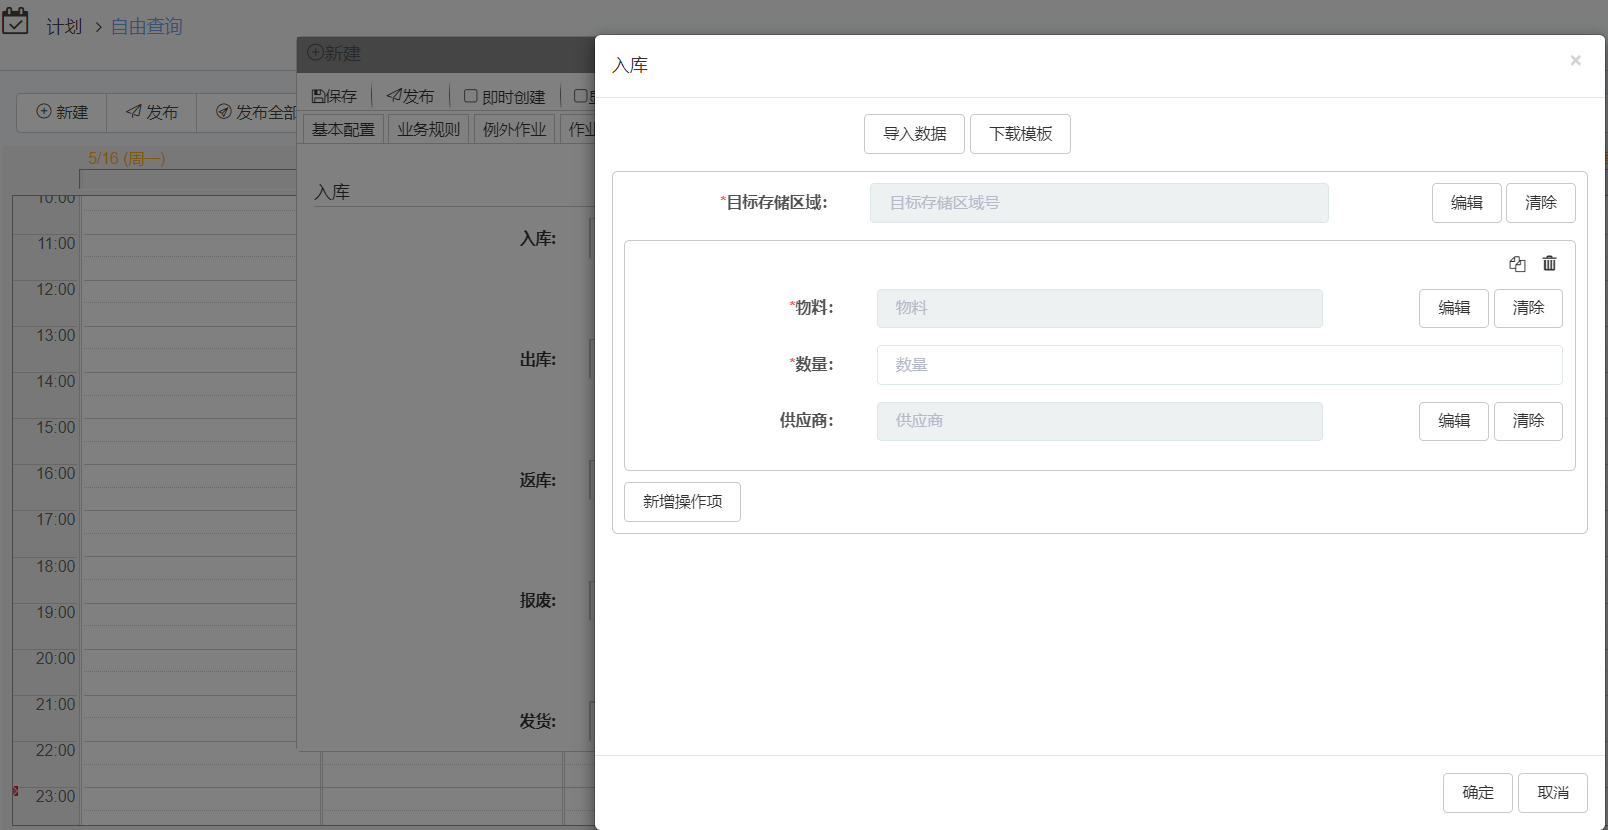 计划 > 自由查询
新建 发布 发布全部
5/16 (周一)
10:00
11:00
12:00
13:00
14:00
15:00
16:00
17:00
18:00
19:00
20:00
21:00
22:00
23:00
新建
保存 发布 即时创建
基本配置 业务规则 例外作业 作业
入库
入库:
出库:
返库:
报废:
发货:
入库
×
导入数据 下载模板
*目标存储区域: 目标存储区域号 编辑 清除
*物料: 物料 编辑 清除
*数量: 数量
供应商: 供应商 编辑 清除
新增操作项
确定 取消